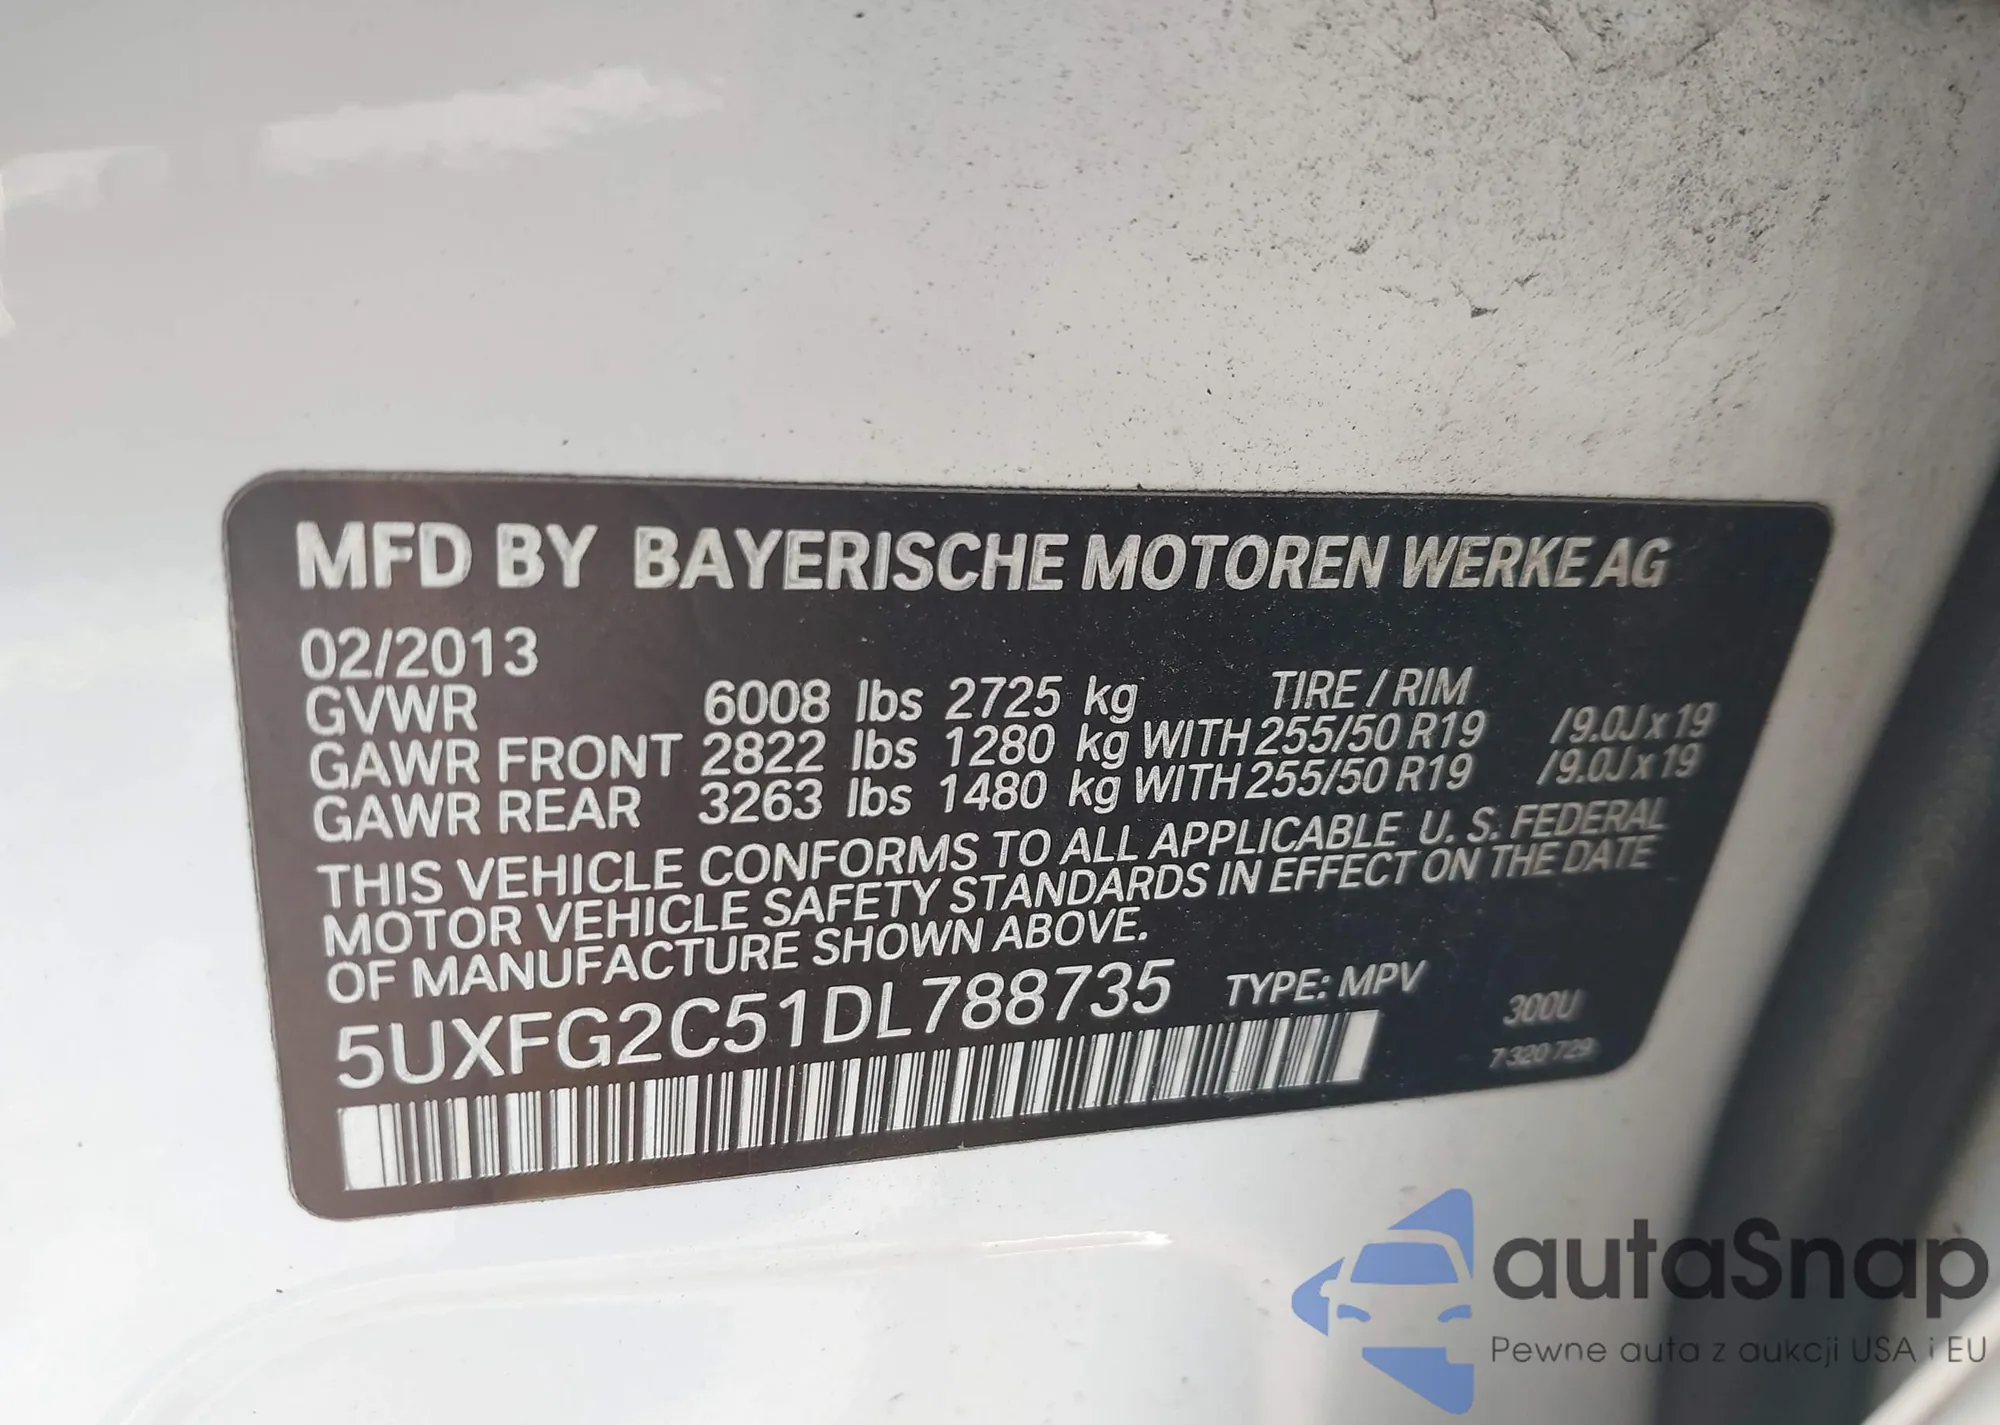 MFD BY BAYERISCHE MOTOREN WERKE AG
02/2013
GVWR 6008 lbs 2725 kg TIRE / RIM
GAWR FRONT 2822 lbs 1280 kg WITH 255/50 R19 /9.0J x 19
GAWR REAR 3263 lbs 1480 kg WITH 255/50 R19 /9.0J x 19
THIS VEHICLE CONFORMS TO ALL APPLICABLE U. S. FEDERAL
MOTOR VEHICLE SAFETY STANDARDS IN EFFECT ON THE DATE
OF MANUFACTURE SHOWN ABOVE.
5UXFG2C51DL788735 TYPE: MPV
300U
7 320 729
autaSnap
Pewne auta z aukcji USA i EU